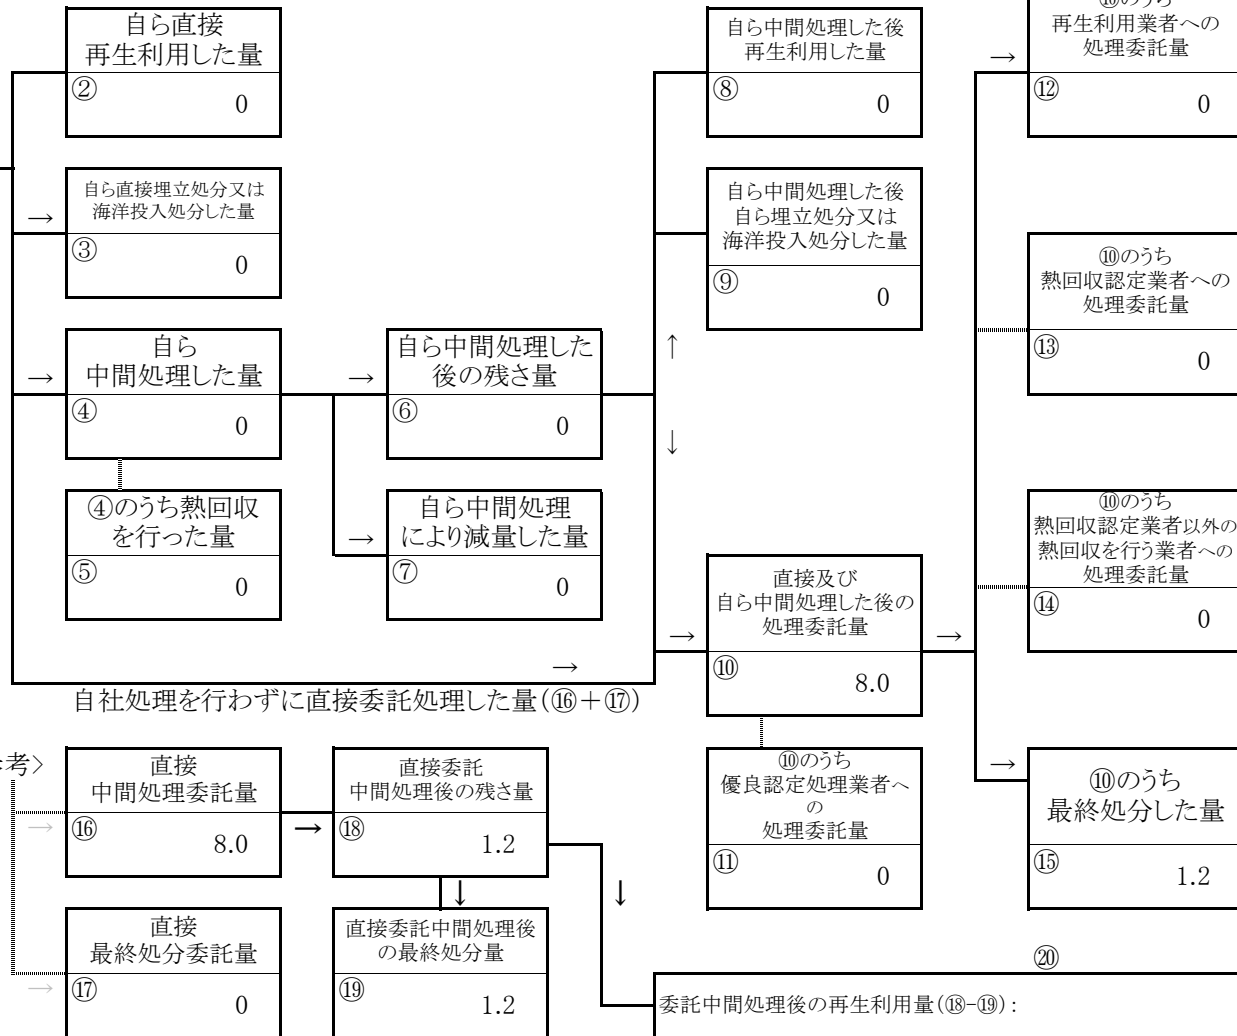 自ら直接
再生利用した量
②
0
自ら中間処理した後
再生利用した量
⑧
0
⑩のうち
再生利用業者への
処理委託量
→
⑫
0
自ら直接埋立処分又は
海洋投入処分した量
→
③
0
自ら中間処理した後
自ら埋立処分又は
海洋投入処分した量
⑨
0
⑩のうち
熱回収認定業者への
処理委託量
⑬
0
自ら
中間処理した量
→
④
0
自ら中間処理した
後の残さ量
→
⑥
0
↑
↓
④のうち熱回収
を行った量
⑤
0
自ら中間処理
により減量した量
→
⑦
0
⑩のうち
熱回収認定業者以外の
熱回収を行う業者への
処理委託量
⑭
0
直接及び
自ら中間処理した後の
処理委託量
→
→
⑩
8.0
→
自社処理を行わずに直接委託処理した量(⑯+⑰)
考>
直接
中間処理委託量
→
⑯
8.0
→
直接委託
中間処理後の残さ量
⑱
1.2
⑩のうち
優良認定処理業者へ
の
処理委託量
⑪
0
→
⑩のうち
最終処分した量
⑮
1.2
↓
↓
直接
最終処分委託量
→
⑰
0
直接委託中間処理後
の最終処分量
⑲
1.2
⑳
委託中間処理後の再生利用量(⑱-⑲):